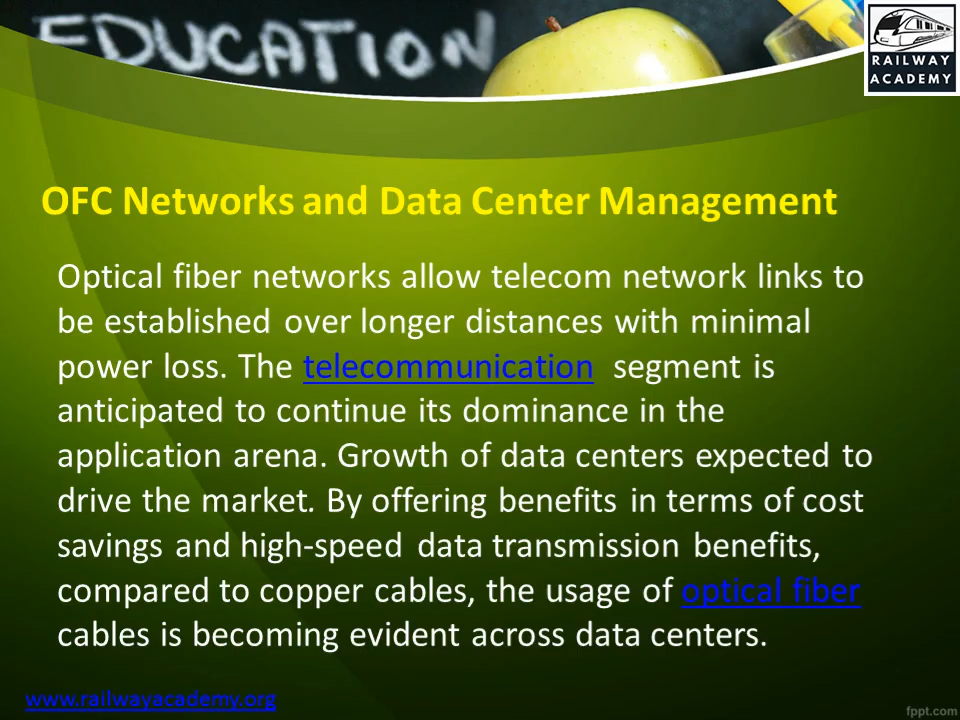 EDUCATION
RAILWAY
ACADEMY
OFC Networks and Data Center Management
Optical fiber networks allow telecom network links to
be established over longer distances with minimal
power loss. The telecommunication segment is
anticipated to continue its dominance in the
application arena. Growth of data centers expected to
drive the market. By offering benefits in terms of cost
savings and high-speed data transmission benefits,
compared to copper cables, the usage of optical fiber
cables is becoming evident across data centers.
www.railwayacademy.org
fppt.com